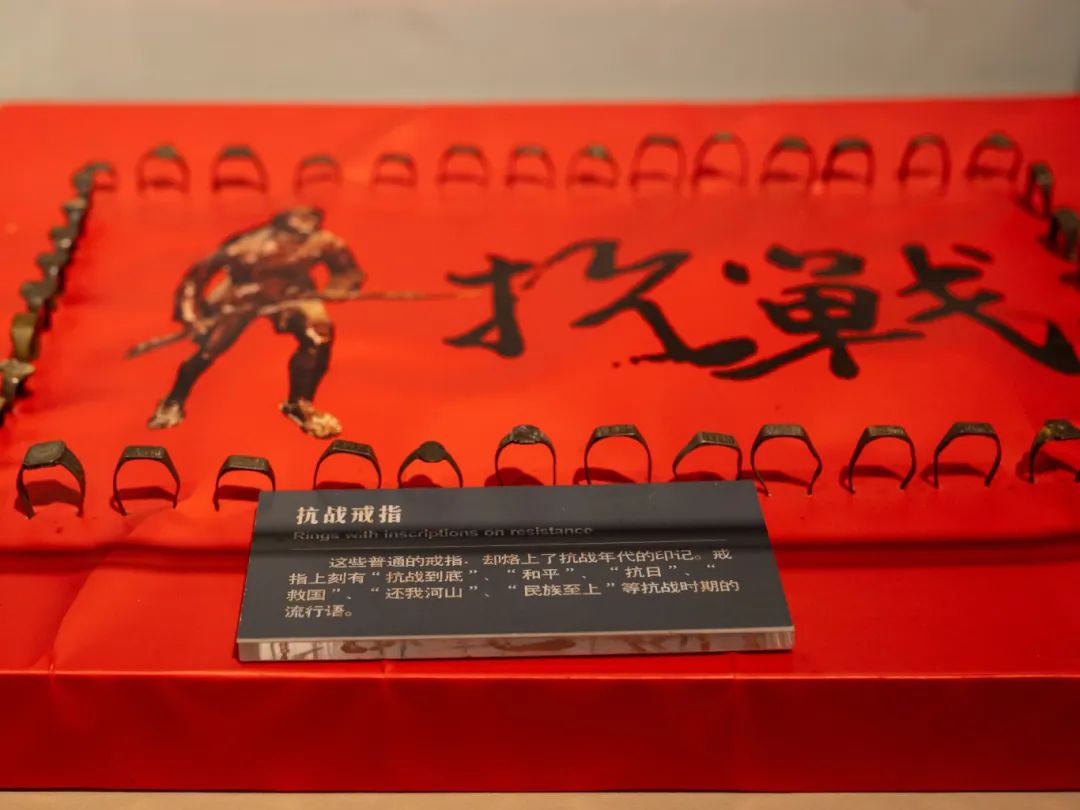 抗戰
抗战戒指
Rings with inscriptions on resistance
这些普通的戒指，却烙上了抗战年代的印记。戒
指上刻有“抗战到底”、“和平”、“抗日”、“
救国”、“还我河山”、“民族至上”等抗战时期的
流行语。